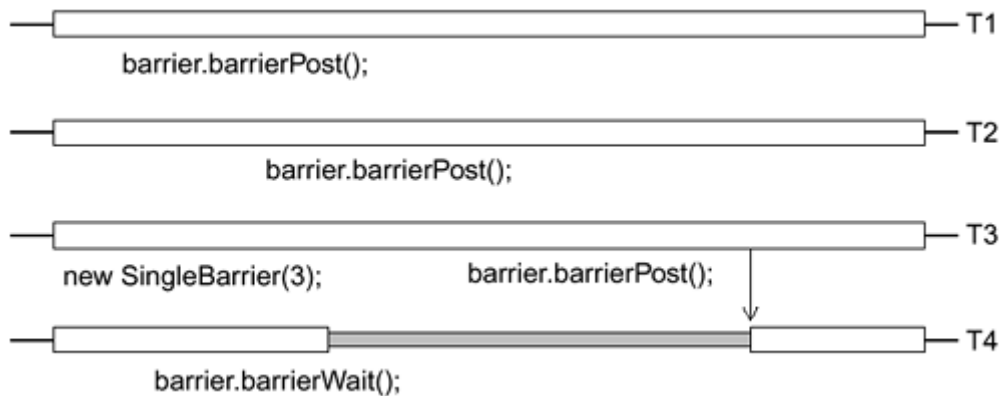 T1
barrier.barrierPost();
T2
barrier.barrierPost();
T3
new SingleBarrier(3); barrier.barrierPost();
T4
barrier.barrierWait();